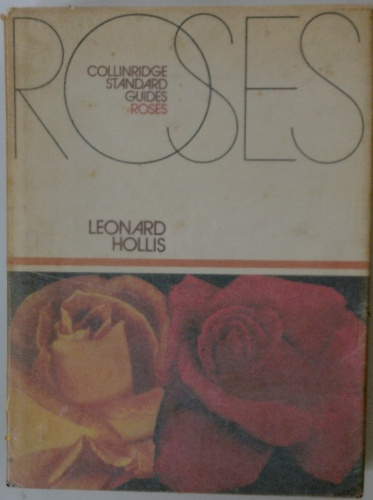 ROSES
COLLINRIDGE
STANDARD
GUIDES
ROSES
LEONARD
HOLLIS